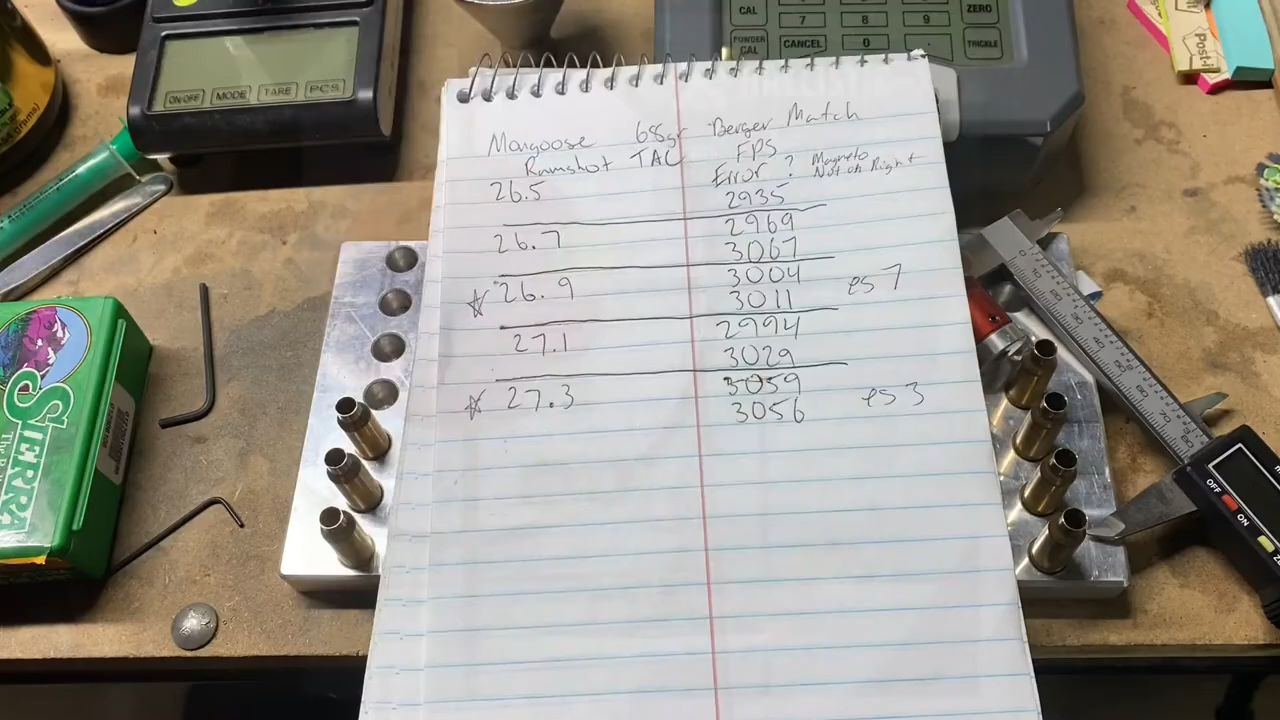 CAL 7 8 9 ZERO
POWDER CAL CANCEL 0 . TRICKLE
ON/OFF MODE TARE PCS
Post-i
Mongoose 68gr Berger Match
Ramshot TAC FPS
26.5 Error ? Magneto Not on Right
2935
26.7 2969
3067
☆ 26.9 3004
3011 es 7
27.1 2994
3029
☆ 27.3 3059
3056 es 3
SIERRA
The
OFF ON